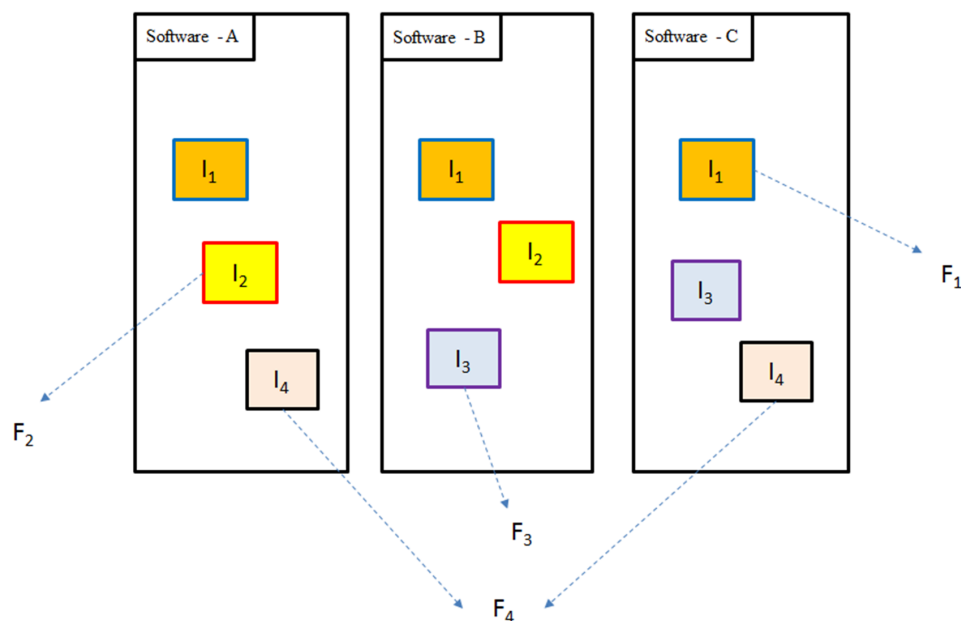 Software - A
Software - B
Software - C
I₁
I₁
I₁
I₂
I₂
I₃
F₁
I₃
I₄
I₄
F₂
F₃
F₄